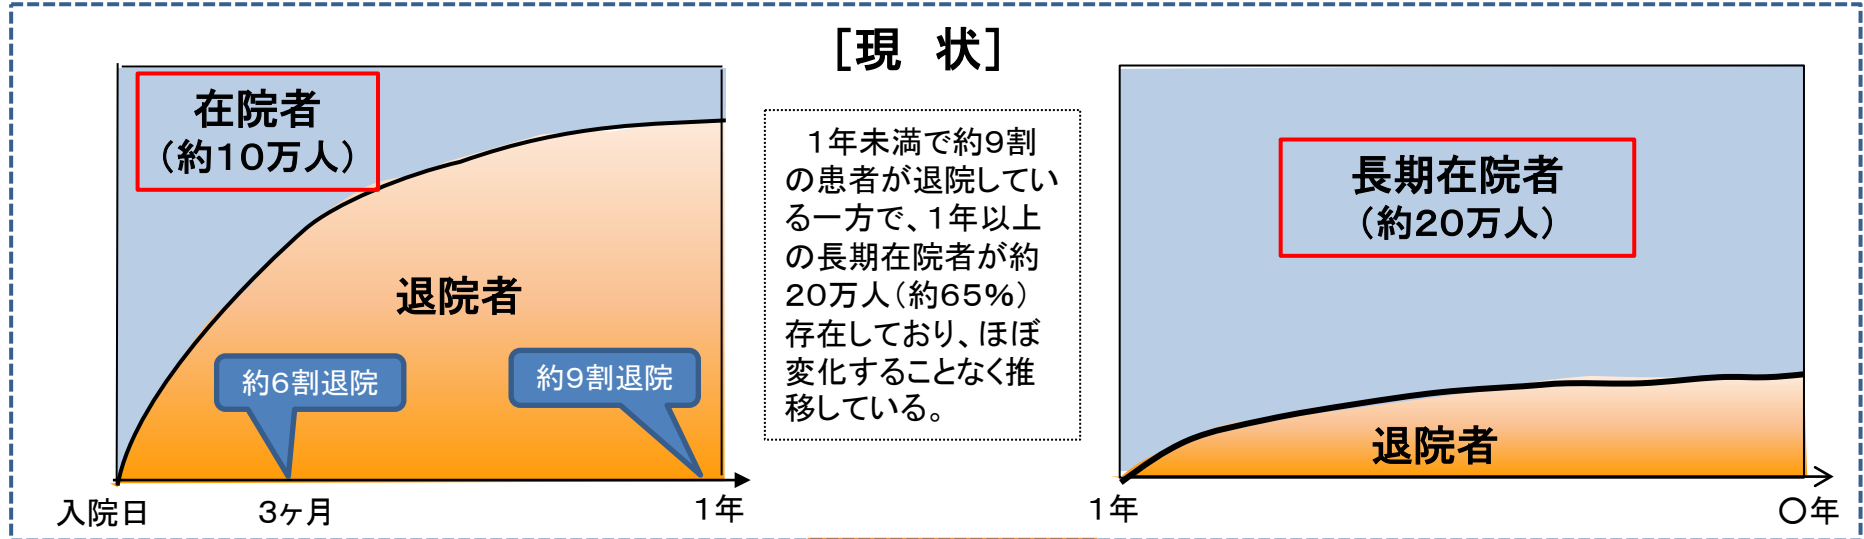 ［現　状］
在院者
（約１０万人）
退院者
約６割退院
約９割退院
入院日
３ヶ月
１年
１年未満で約９割
の患者が退院してい
る一方で、１年以上
の長期在院者が約
２０万人（約６５％）
存在しており、ほぼ
変化することなく推
移している。
長期在院者
（約２０万人）
退院者
１年
〇年